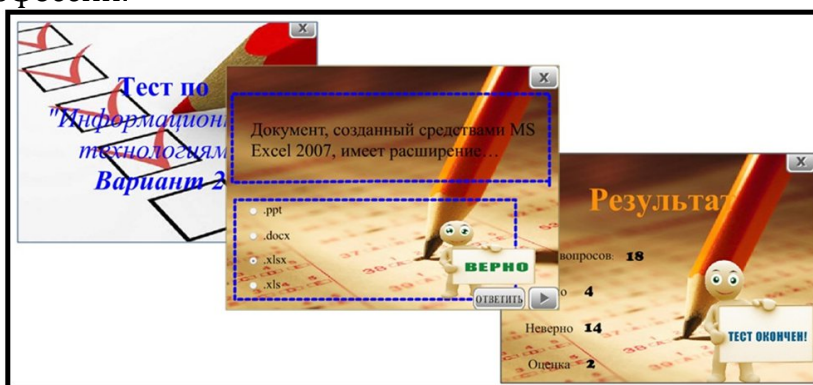 X
Тест по
"Информацион
технологиям
Вариант 2
X
Документ, созданный средствами MS
Excel 2007, имеет расширение…
.ppt
.docx
.xlsx
.xls
ВЕРНО
ОТВЕТИТЬ
X
Результат
вопросов: 18
о 4
Неверно 14
Оценка 2
ТЕСТ ОКОНЧЕН!